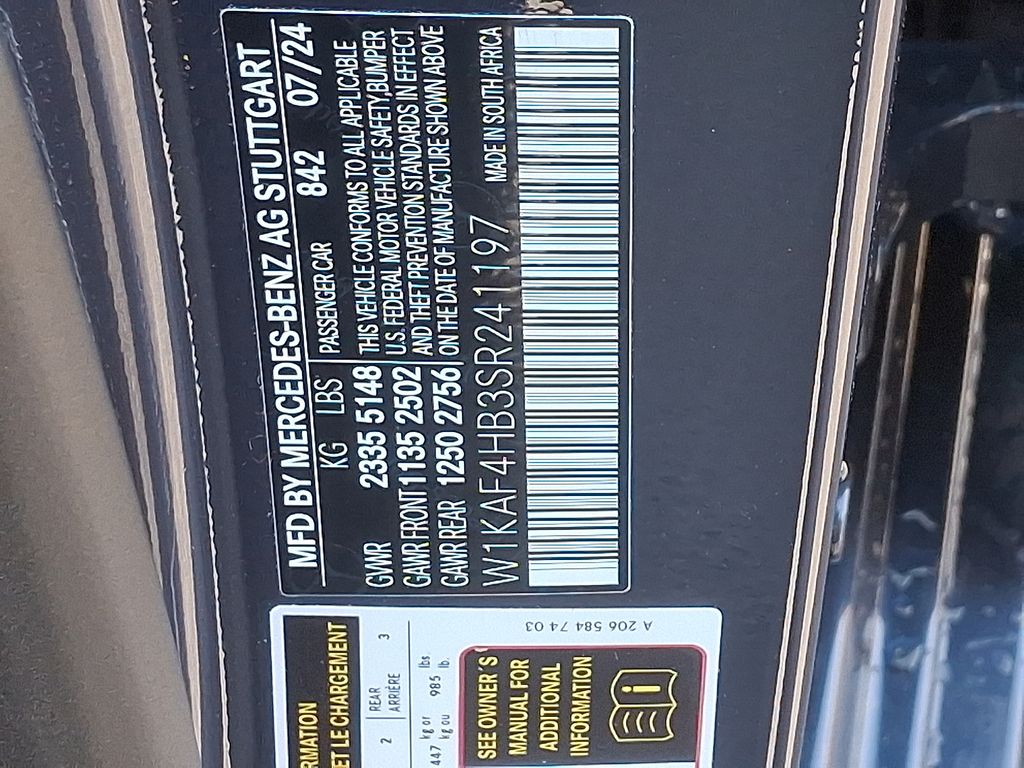 MFD BY MERCEDES-BENZ AG STUTTGART
KG LBS PASSENGER CAR 842 07/24
GVWR 2335 5148 THIS VEHICLE CONFORMS TO ALL APPLICABLE
U.S. FEDERAL MOTOR VEHICLE SAFETY,BUMPER
GAWR FRONT 1135 2502 AND THEFT PREVENTION STANDARDS IN EFFECT
GAWR REAR 1250 2756 ON THE DATE OF MANUFACTURE SHOWN ABOVE
W1KAF4HB3SR241197 MADE IN SOUTH AFRICA
RMATION
ET LE CHARGEMENT
2 REAR 3
ARRIÈRE
kg or lbs
447 985
kg ou lb.
SEE OWNER'S
MANUAL FOR
ADDITIONAL
INFORMATION
i
A 206 584 74 03